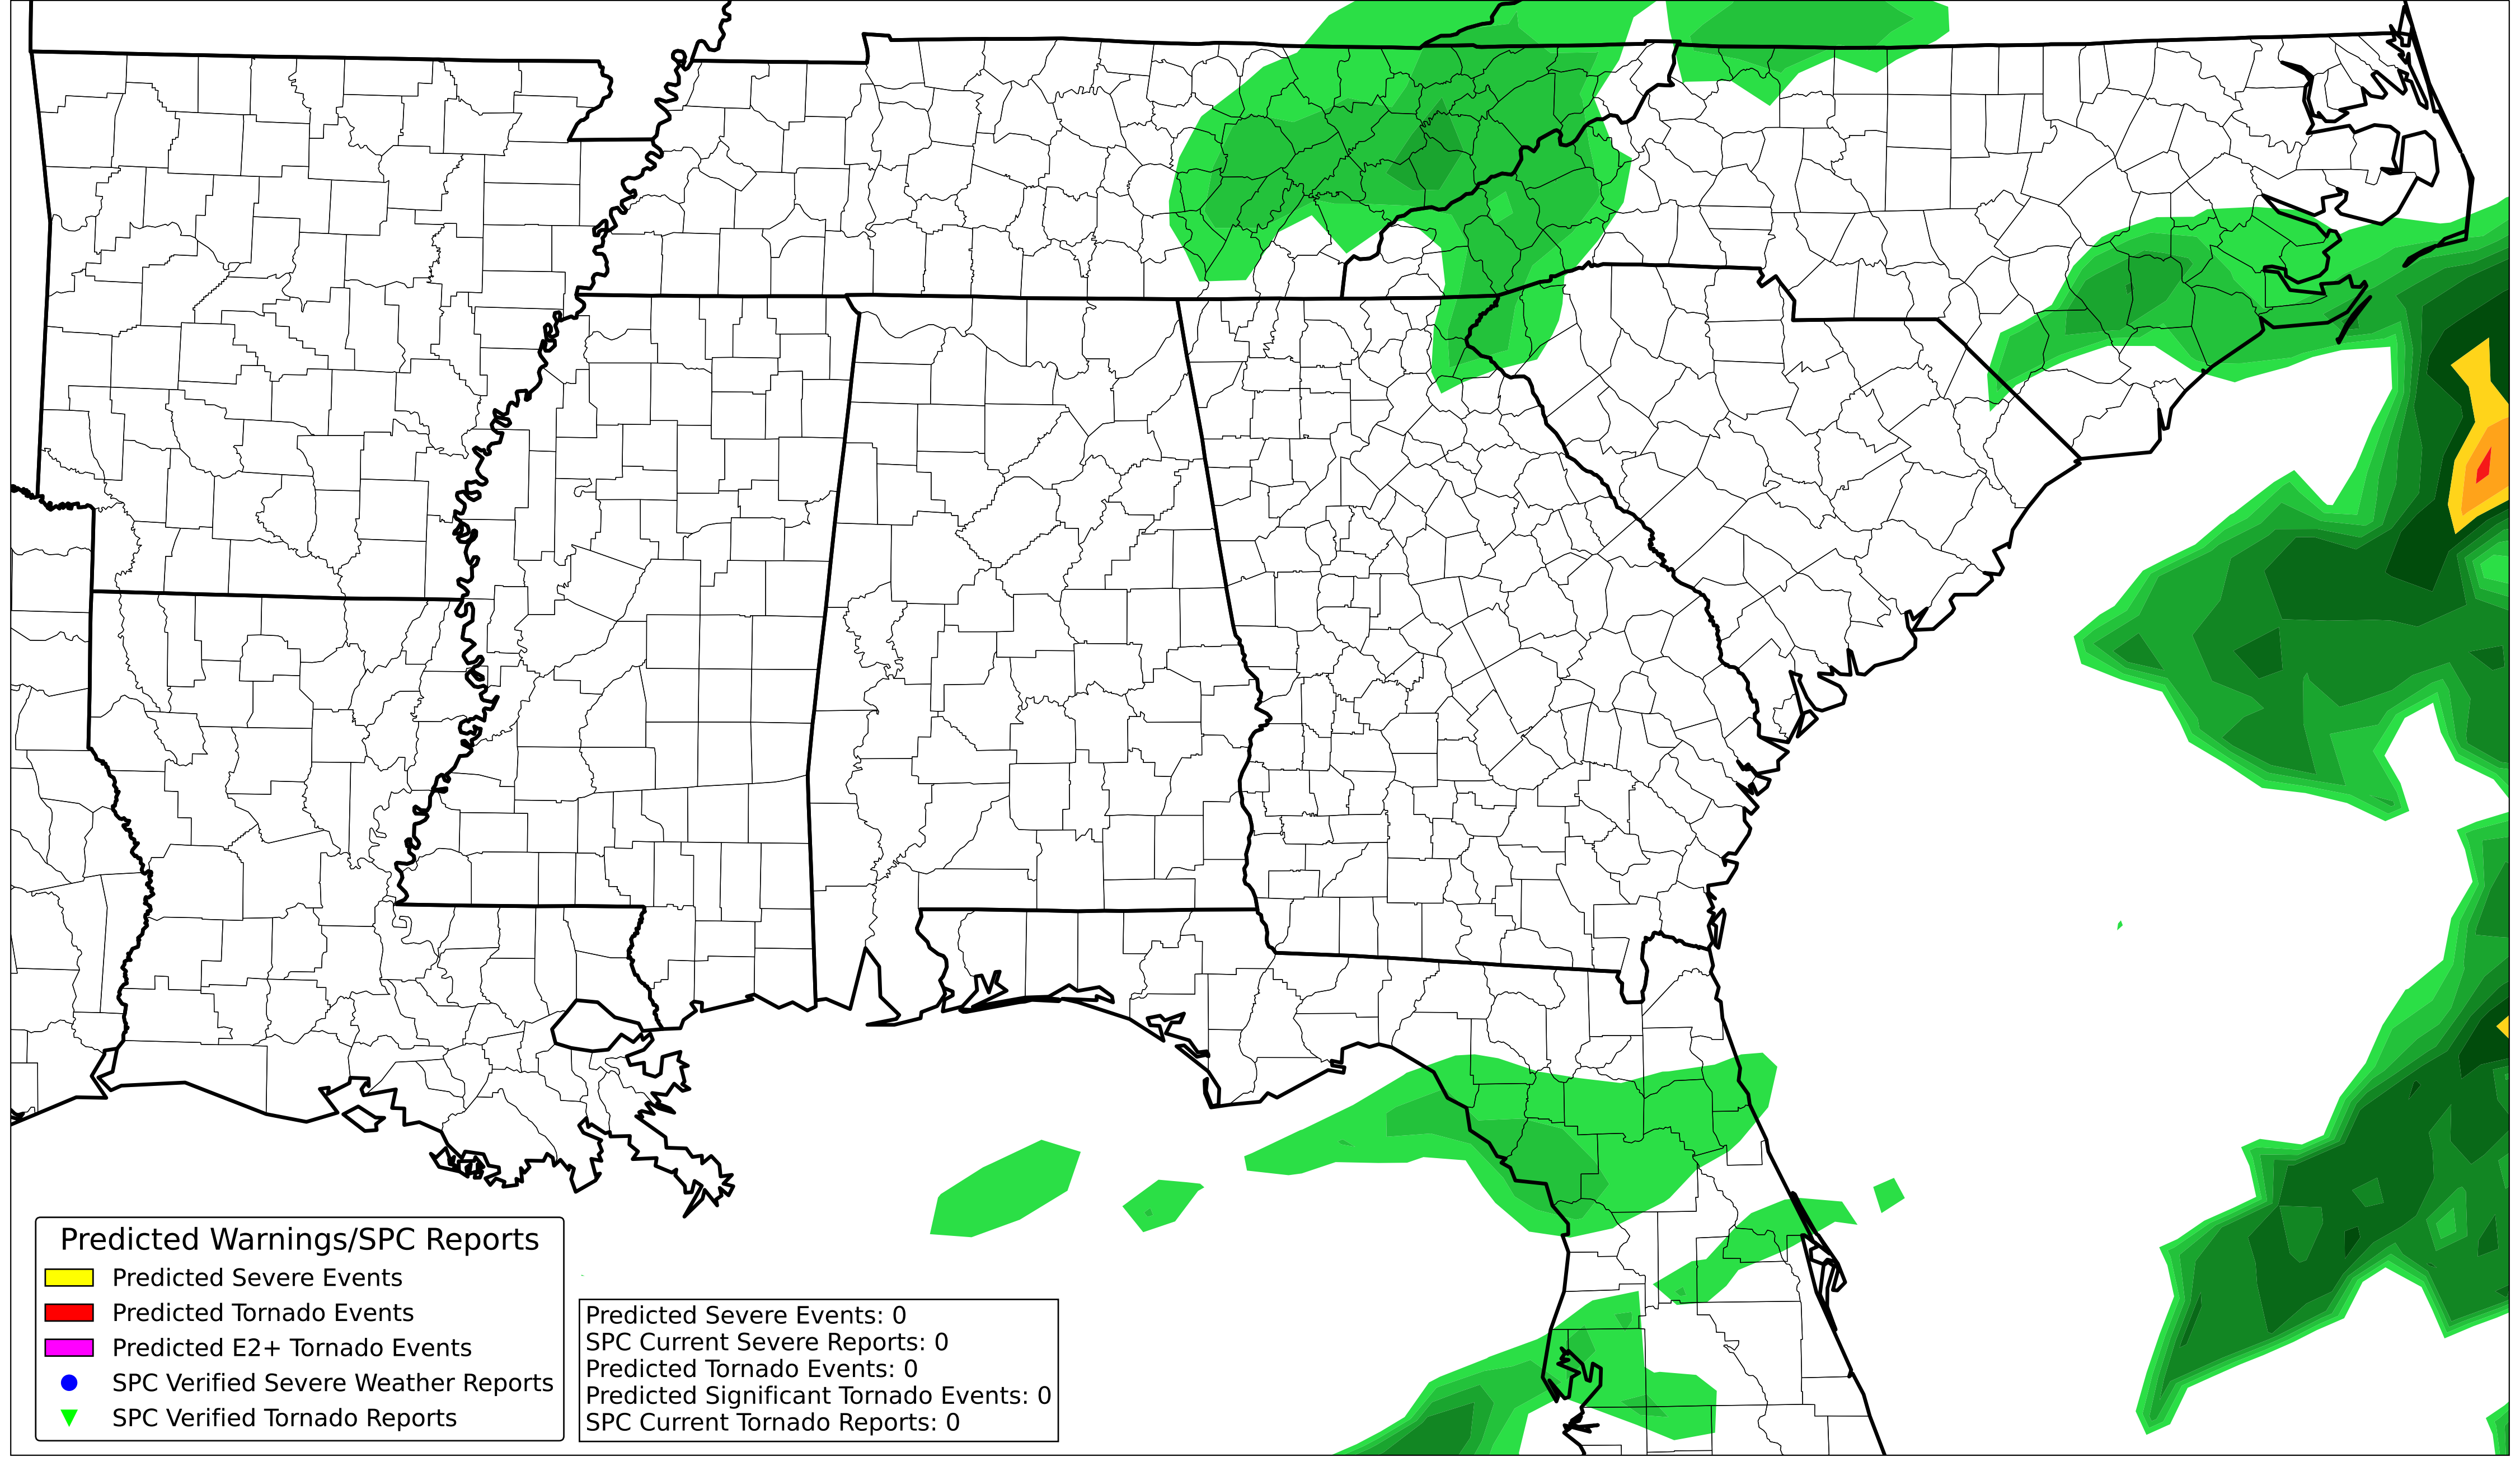 Predicted Warnings/SPC Reports
Predicted Severe Events
Predicted Tornado Events
Predicted E2+ Tornado Events
SPC Verified Severe Weather Reports
SPC Verified Tornado Reports
Predicted Severe Events: 0
SPC Current Severe Reports: 0
Predicted Tornado Events: 0
Predicted Significant Tornado Events: 0
SPC Current Tornado Reports: 0